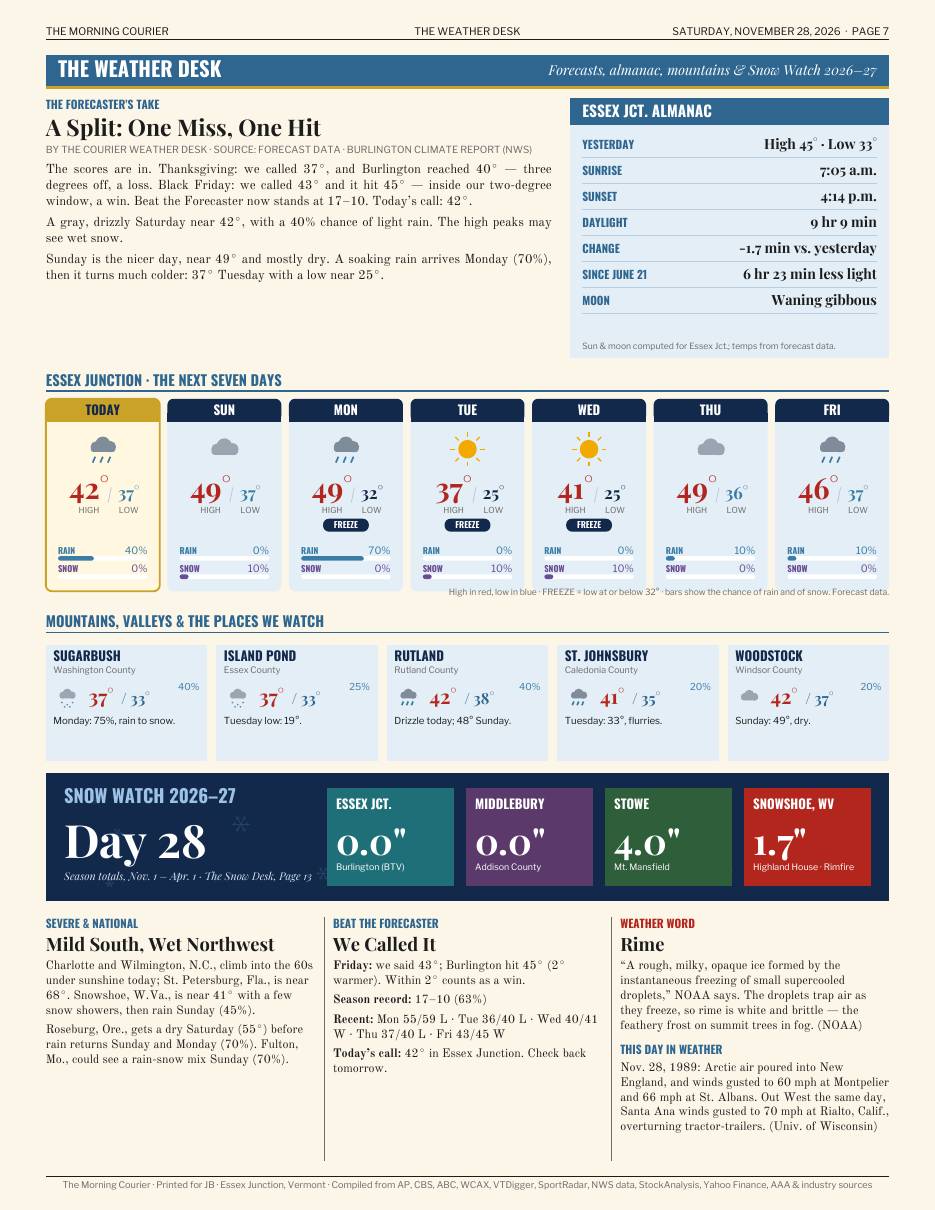 THE MORNING COURIER THE WEATHER DESK SATURDAY, NOVEMBER 28, 2026 · PAGE 7
THE WEATHER DESK Forecasts, almanac, mountains & Snow Watch 2026–27
THE FORECASTER'S TAKE
A Split: One Miss, One Hit
BY THE COURIER WEATHER DESK · SOURCE: FORECAST DATA · BURLINGTON CLIMATE REPORT (NWS)
The scores are in. Thanksgiving: we called 37°, and Burlington reached 40° — three
degrees off, a loss. Black Friday: we called 43° and it hit 45° — inside our two-degree
window, a win. Beat the Forecaster now stands at 17–10. Today's call: 42°.
A gray, drizzly Saturday near 42°, with a 40% chance of light rain. The high peaks may
see wet snow.
Sunday is the nicer day, near 49° and mostly dry. A soaking rain arrives Monday (70%),
then it turns much colder: 37° Tuesday with a low near 25°.
ESSEX JCT. ALMANAC
YESTERDAY High 45° · Low 33°
SUNRISE 7:05 a.m.
SUNSET 4:14 p.m.
DAYLIGHT 9 hr 9 min
CHANGE -1.7 min vs. yesterday
SINCE JUNE 21 6 hr 23 min less light
MOON Waning gibbous
Sun & moon computed for Essex Jct.; temps from forecast data.
ESSEX JUNCTION · THE NEXT SEVEN DAYS
TODAY SUN MON TUE WED THU FRI
42° / 37° 49° / 37° 49° / 32° 37° / 25° 41° / 25° 49° / 36° 46° / 37°
HIGH LOW HIGH LOW HIGH LOW HIGH LOW HIGH LOW HIGH LOW HIGH LOW
FREEZE FREEZE FREEZE
RAIN 40% RAIN 0% RAIN 70% RAIN 0% RAIN 0% RAIN 10% RAIN 10%
SNOW 0% SNOW 10% SNOW 0% SNOW 10% SNOW 10% SNOW 10% SNOW 10%
High in red, low in blue · FREEZE = low at or below 32° · bars show the chance of rain and of snow. Forecast data.
MOUNTAINS, VALLEYS & THE PLACES WE WATCH
SUGARBUSH
Washington County
37° / 33° 40%
Monday: 75%, rain to snow.
ISLAND POND
Essex County
37° / 33° 25%
Tuesday low: 19°.
RUTLAND
Rutland County
42° / 38° 40%
Drizzle today; 48° Sunday.
ST. JOHNSBURY
Caledonia County
41° / 35° 20%
Tuesday: 33°, flurries.
WOODSTOCK
Windsor County
42° / 37° 20%
Sunday: 49°, dry.
SNOW WATCH 2026–27
Day 28
Season totals, Nov. 1 – Apr. 1 · The Snow Desk, Page 13
ESSEX JCT.
0.0"
Burlington (BTV)
MIDDLEBURY
0.0"
Addison County
STOWE
4.0"
Mt. Mansfield
SNOWSHOE, WV
1.7"
Highland House · Rimfire
SEVERE & NATIONAL
Mild South, Wet Northwest
Charlotte and Wilmington, N.C., climb into the 60s
under sunshine today; St. Petersburg, Fla., is near
68°. Snowshoe, W.Va., is near 41° with a few
snow showers, then rain Sunday (45%).
Roseburg, Ore., gets a dry Saturday (55°) before
rain returns Sunday and Monday (70%). Fulton,
Mo., could see a rain-snow mix Sunday (70%).
BEAT THE FORECASTER
We Called It
Friday: we said 43°; Burlington hit 45° (2°
warmer). Within 2° counts as a win.
Season record: 17–10 (63%)
Recent: Mon 55/59 L · Tue 36/40 L · Wed 40/41
W · Thu 37/40 L · Fri 43/45 W
Today's call: 42° in Essex Junction. Check back
tomorrow.
WEATHER WORD
Rime
“A rough, milky, opaque ice formed by the
instantaneous freezing of small supercooled
droplets,” NOAA says. The droplets trap air as
they freeze, so rime is white and brittle — the
feathery frost on summit trees in fog. (NOAA)
THIS DAY IN WEATHER
Nov. 28, 1989: Arctic air poured into New
England, and winds gusted to 60 mph at Montpelier
and 66 mph at St. Albans. Out West the same day,
Santa Ana winds gusted to 70 mph at Rialto, Calif.,
overturning tractor-trailers. (Univ. of Wisconsin)
The Morning Courier · Printed for JB · Essex Junction, Vermont · Compiled from AP, CBS, ABC, WCAX, VTDigger, SportRadar, NWS data, StockAnalysis, Yahoo Finance, AAA & industry sources